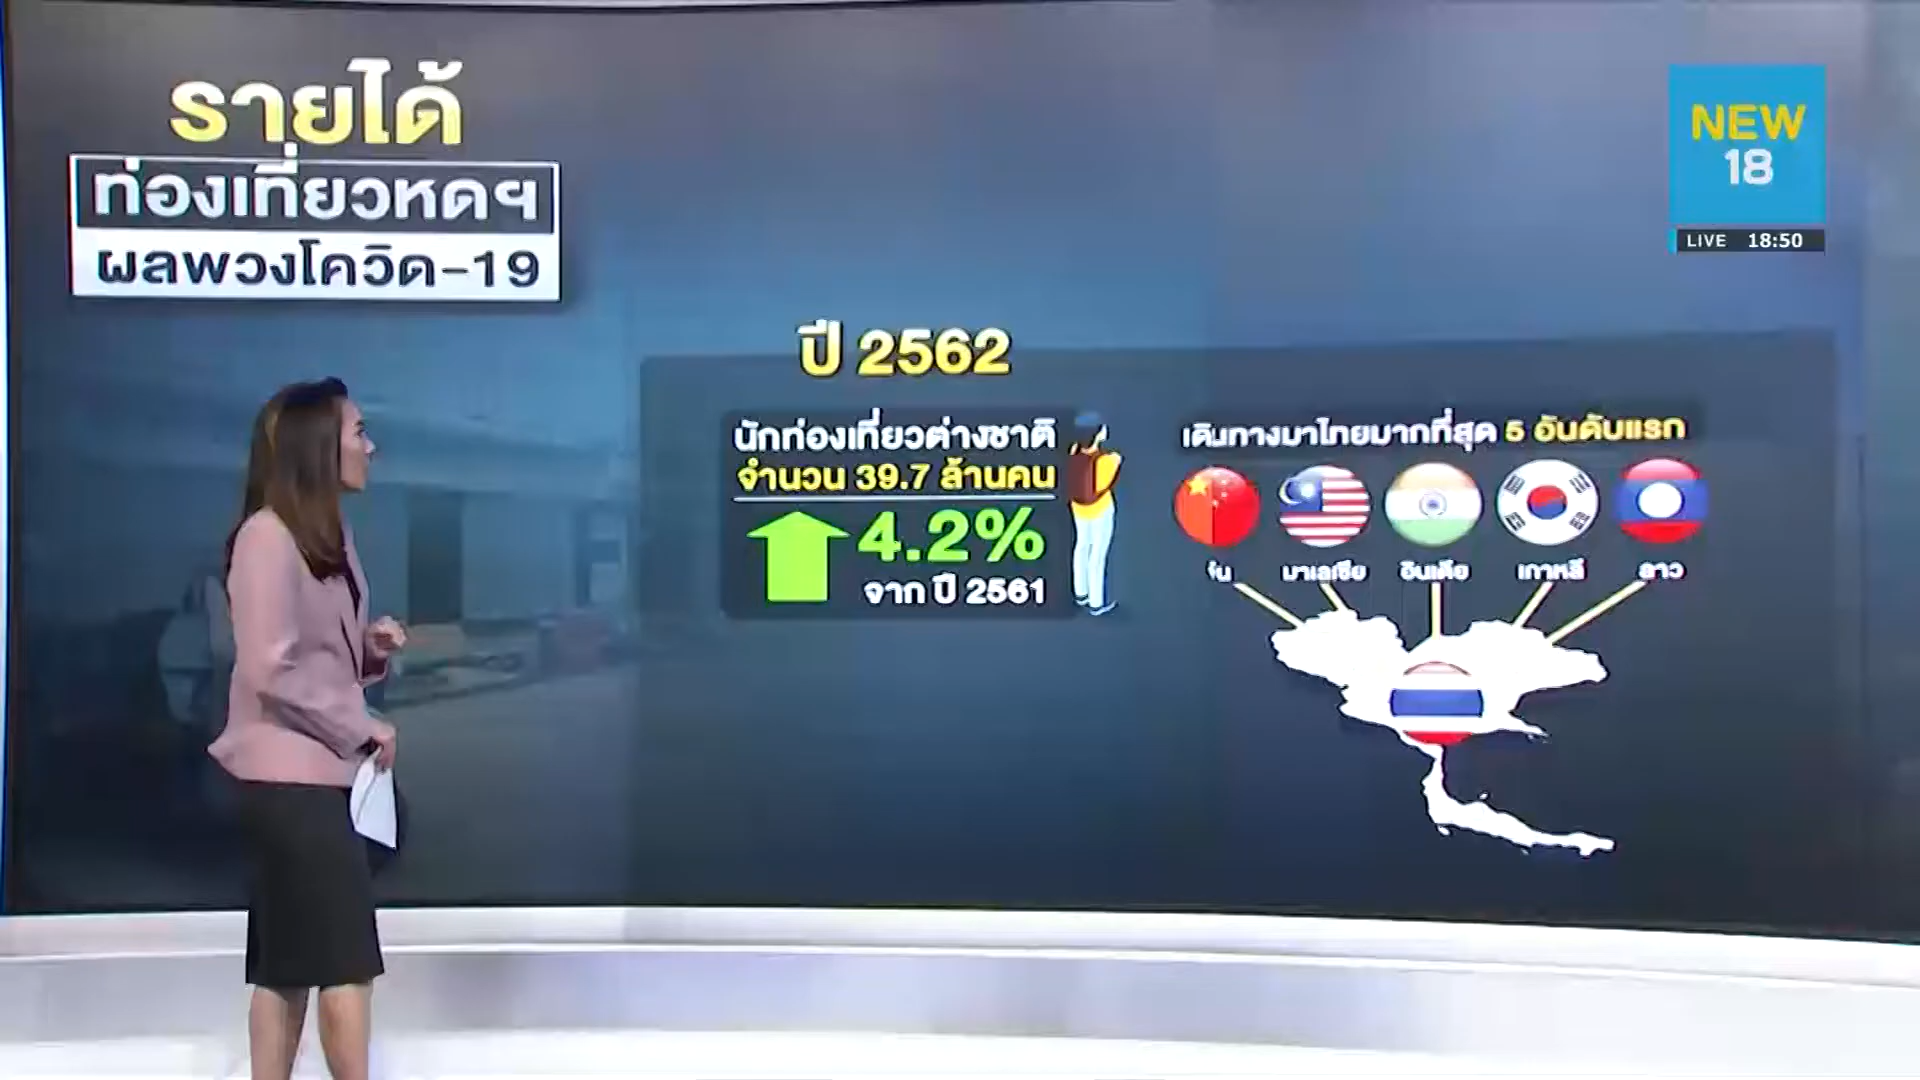 รายได้
ท่องเที่ยวหดฯ
ผลพวงโควิด-19
NEW
18
LIVE 18:50
ปี 2562
นักท่องเที่ยวต่างชาติ
จำนวน 39.7 ล้านคน
4.2%
จาก ปี 2561
เดินทางมาไทยมากที่สุด 5 อันดับแรก
จีน มาเลเซีย อินเดีย เกาหลี ลาว